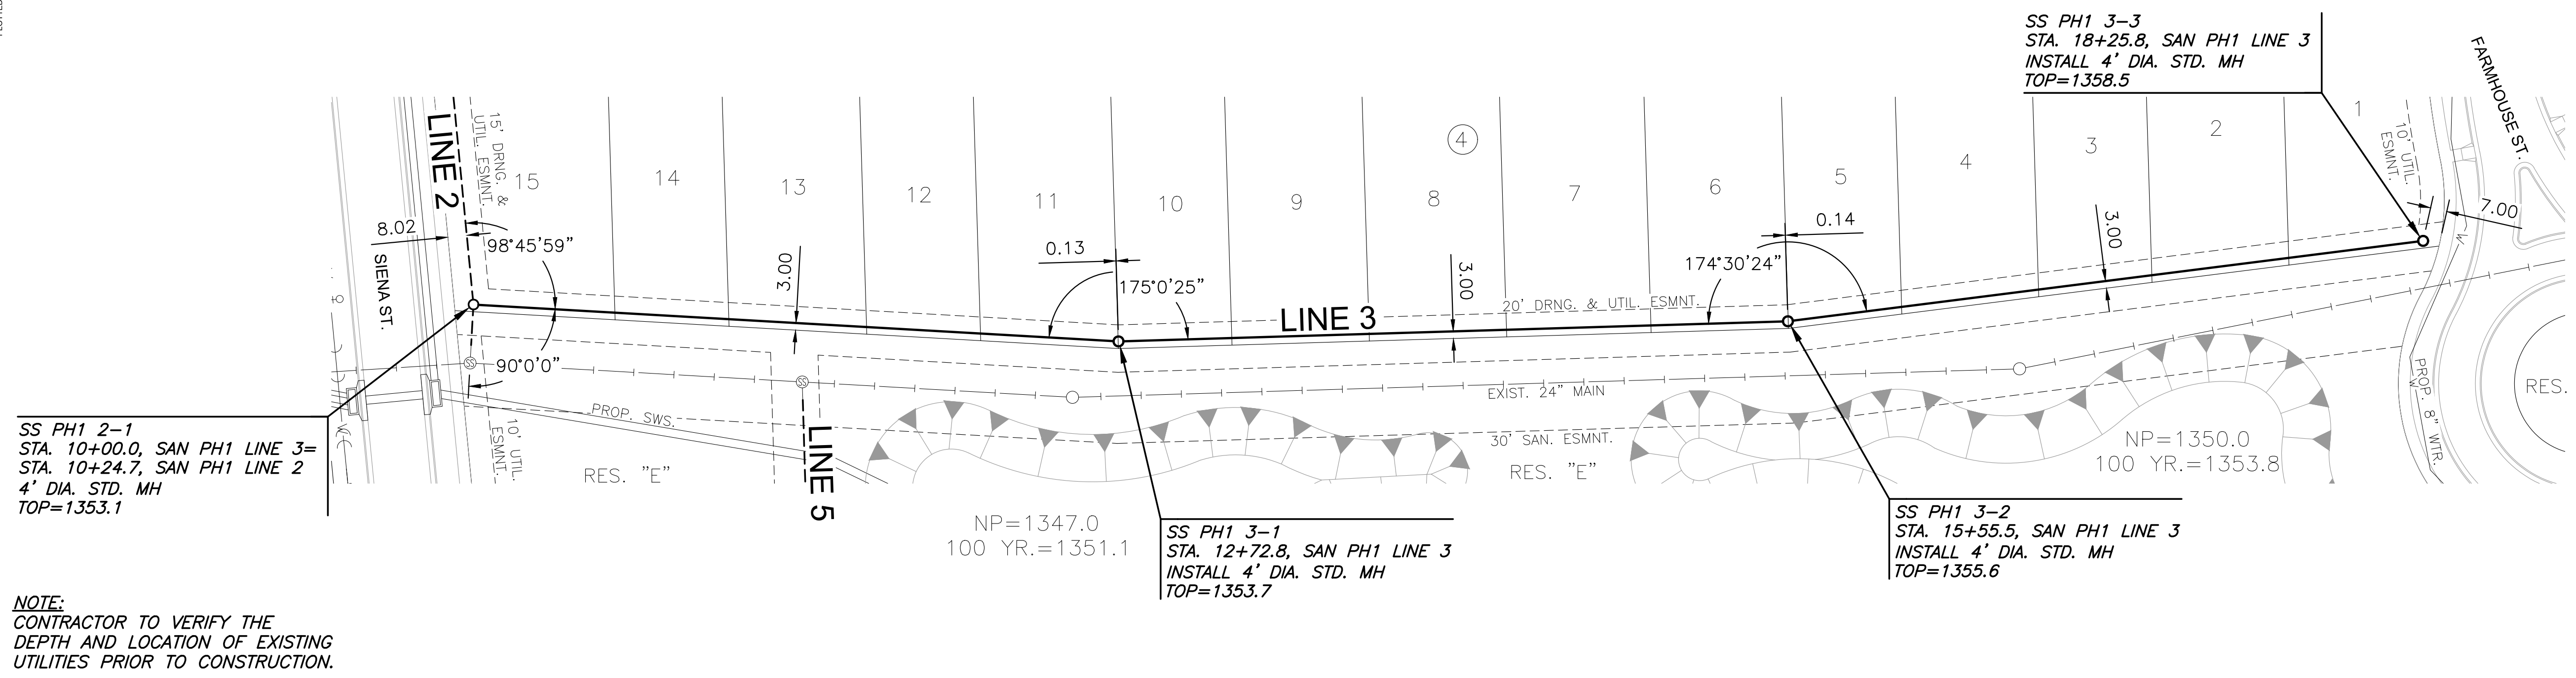 SS PH1 3-3
STA. 18+25.8, SAN PH1 LINE 3
INSTALL 4' DIA. STD. MH
TOP=1358.5
FARMHOUSE ST.
LINE 2
15' DRNG. &
UTIL. ESMNT.
15
14
13
12
11
10
9
4
8
7
6
5
4
3
2
1
10' UTIL.
ESMNT.
8.02
SIENA ST.
98°45'59"
3.00
0.13
175°0'25"
3.00
174°30'24"
0.14
3.00
7.00
20' DRNG. & UTIL. ESMNT.
LINE 3
SS
90°0'0"
SS
EXIST. 24" MAIN
PROP. SWS.
W
W
PROP. 8" WTR.
RES.
10' UTIL.
ESMNT.
RES. "E"
LINE 5
30' SAN. ESMNT.
RES. "E"
NP=1350.0
100 YR.=1353.8
NP=1347.0
100 YR.=1351.1
SS PH1 2-1
STA. 10+00.0, SAN PH1 LINE 3=
STA. 10+24.7, SAN PH1 LINE 2
4' DIA. STD. MH
TOP=1353.1
SS PH1 3-1
STA. 12+72.8, SAN PH1 LINE 3
INSTALL 4' DIA. STD. MH
TOP=1353.7
SS PH1 3-2
STA. 15+55.5, SAN PH1 LINE 3
INSTALL 4' DIA. STD. MH
TOP=1355.6
NOTE:
CONTRACTOR TO VERIFY THE
DEPTH AND LOCATION OF EXISTING
UTILITIES PRIOR TO CONSTRUCTION.